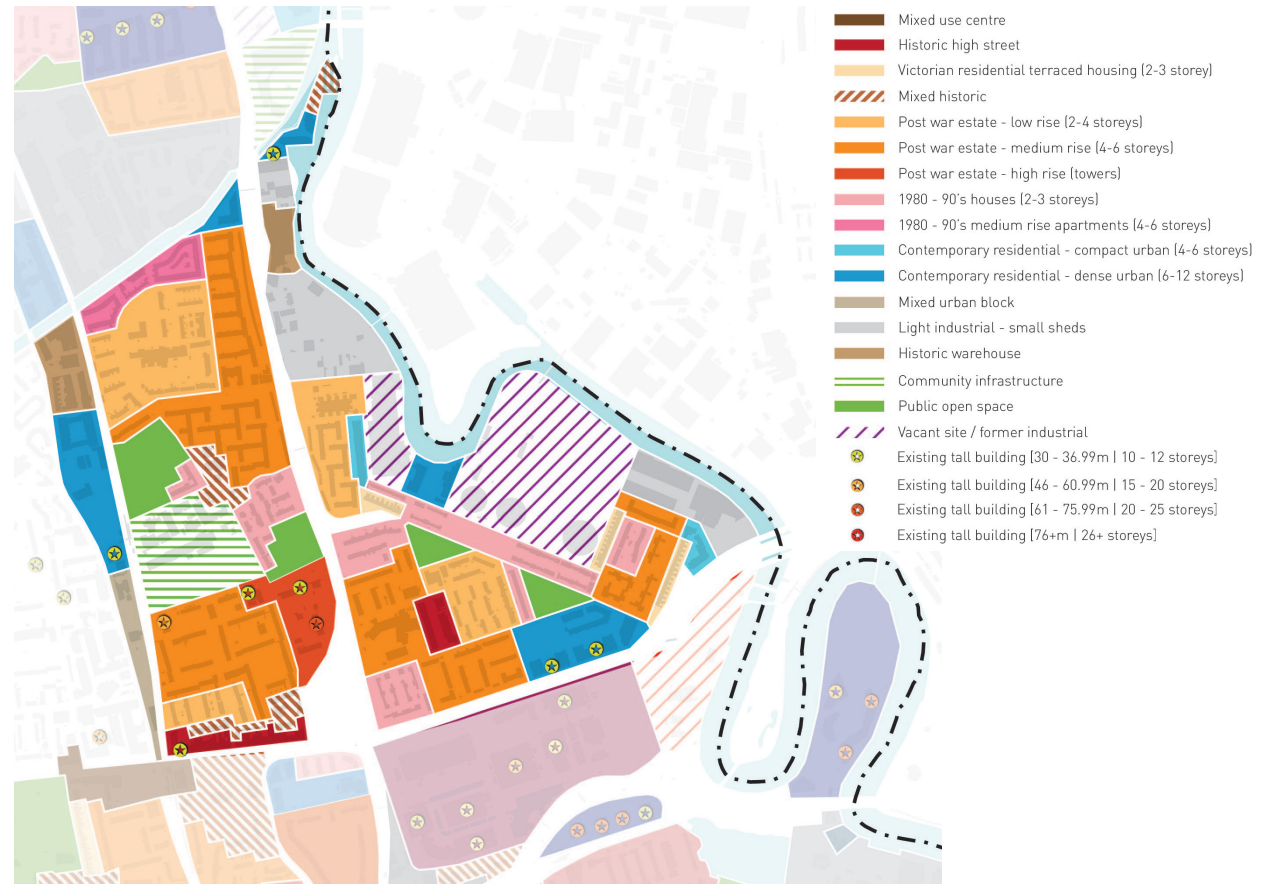 Mixed use centre
Historic high street
Victorian residential terraced housing (2-3 storey)
Mixed historic
Post war estate - low rise (2-4 storeys)
Post war estate - medium rise (4-6 storeys)
Post war estate - high rise (towers)
1980 - 90's houses (2-3 storeys)
1980 - 90's medium rise apartments (4-6 storeys)
Contemporary residential - compact urban (4-6 storeys)
Contemporary residential - dense urban (6-12 storeys)
Mixed urban block
Light industrial - small sheds
Historic warehouse
Community infrastructure
Public open space
Vacant site / former industrial
Existing tall building [30 - 36.99m | 10 - 12 storeys]
Existing tall building [46 - 60.99m | 15 - 20 storeys]
Existing tall building [61 - 75.99m | 20 - 25 storeys]
Existing tall building [76+m | 26+ storeys]